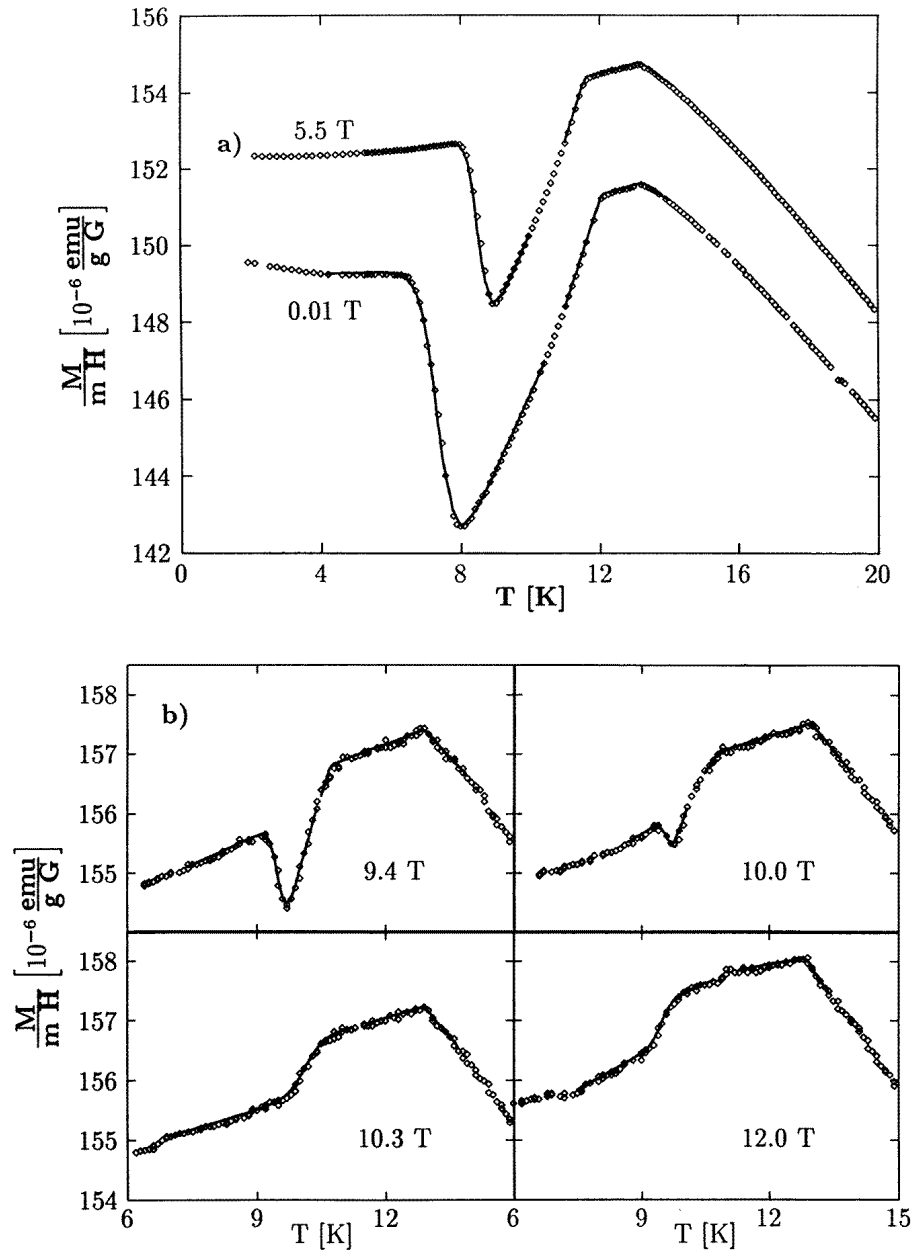 156
154
152
150
148
146
144
142
a)
5.5 T
0.01 T
M
m H
[10⁻⁶ emu
g G]
0 4 8 12 16 20
T [K]
b)
158
157
156
155
9.4 T
10.0 T
M
m H
[10⁻⁶ emu
g G]
158
157
156
155
154
10.3 T
12.0 T
6 9 12 6 9 12 15
T [K] T [K]